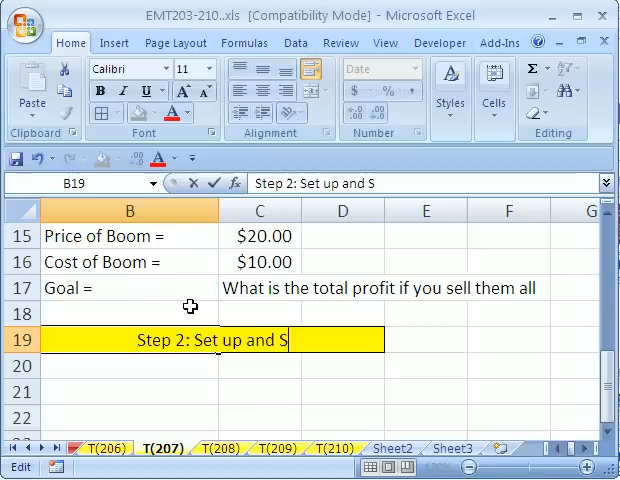 EMT203-210..xls [Compatibility Mode] - Microsoft Excel
Home Insert Page Layout Formulas Data Review View Developer Add-Ins
Calibri 11 Date
Paste B I U A A $ % , Styles Cells Σ
Clipboard Font Alignment Number Editing
B19 fx Step 2: Set up and S
B C D E F G
15 Price of Boom = $20.00
16 Cost of Boom = $10.00
17 Goal = What is the total profit if you sell them all
18
19 Step 2: Set up and S
20
21
22
T(206) T(207) T(208) T(209) T(210) Sheet2 Sheet3
Edit